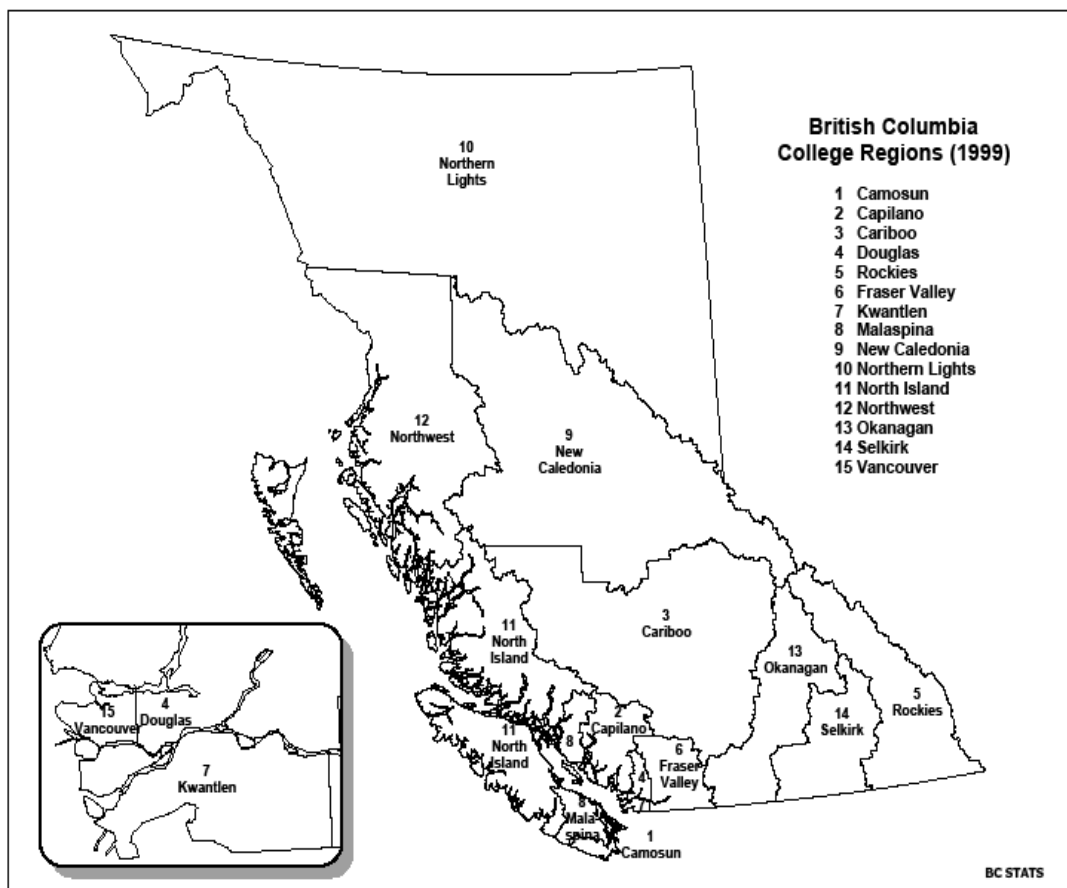 British Columbia
College Regions (1999)
1 Camosun
2 Capilano
3 Cariboo
4 Douglas
5 Rockies
6 Fraser Valley
7 Kwantlen
8 Malaspina
9 New Caledonia
10 Northern Lights
11 North Island
12 Northwest
13 Okanagan
14 Selkirk
15 Vancouver
10
Northern
Lights
12
Northwest
9
New
Caledonia
11
North
Island
3
Cariboo
13
Okanagan
5
Rockies
14
Selkirk
2
Capilano
11
North
Island
8
6
Fraser
Valley
4
8
Mala-
spina
1
Camosun
15
Vancouver
4
Douglas
7
Kwantlen
BC STATS